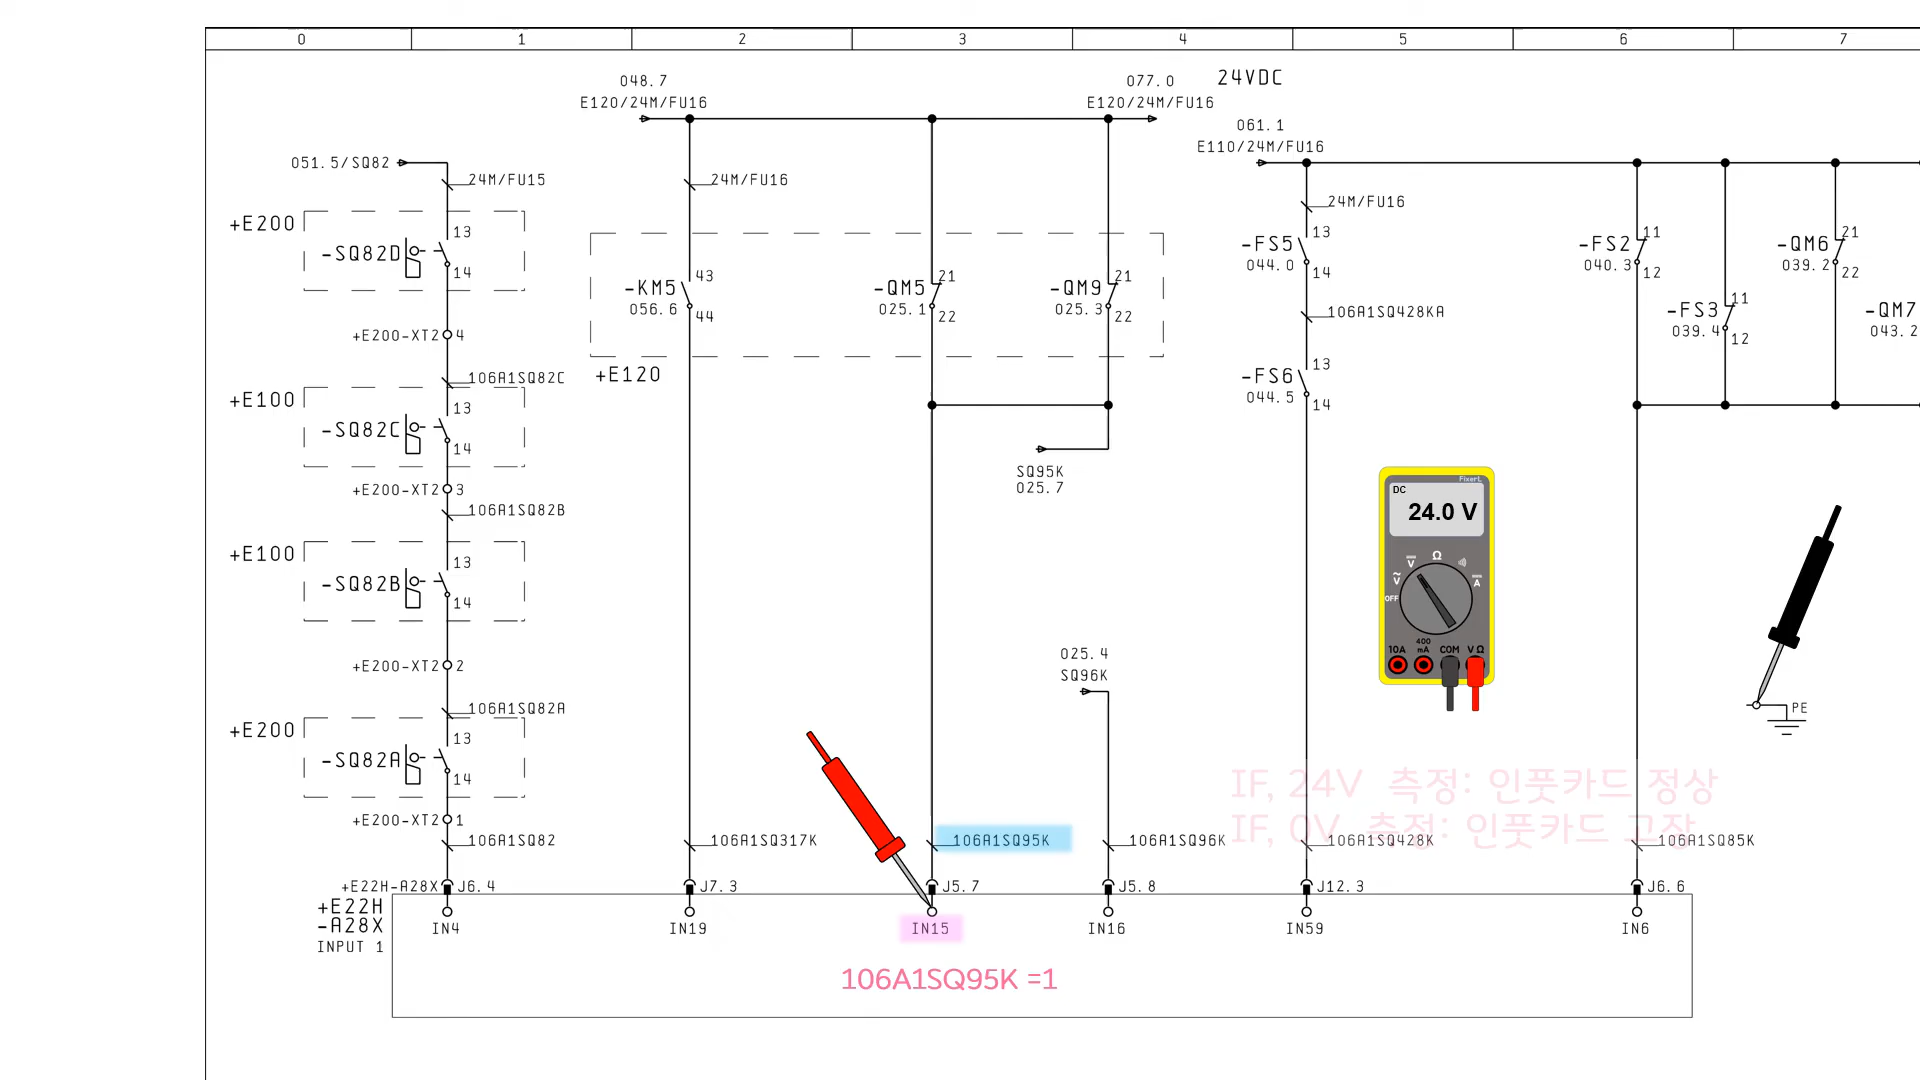 0 1 2 3 4 5 6 7
048.7
E120/24M/FU16
077.0
E120/24M/FU16
24VDC
061.1
E110/24M/FU16
051.5/SQ82
24M/FU15
24M/FU16
24M/FU16
+E200
-SQ82D
13
14
+E200-XT2 4
106A1SQ82C
+E100
-SQ82C
13
14
+E200-XT2 3
106A1SQ82B
+E100
-SQ82B
13
14
+E200-XT2 2
106A1SQ82A
+E200
-SQ82A
13
14
+E200-XT2 1
106A1SQ82
-KM5
056.6
43
44
-QM5
025.1
21
22
-QM9
025.3
21
22
+E120
SQ95K
025.7
025.4
SQ96K
-FS5
044.0
13
14
106A1SQ428KA
-FS6
044.5
13
14
-FS2
040.3
11
12
-FS3
039.4
11
12
-QM6
039.2
21
22
-QM7
043.2
FixerL
DC
24.0 V
V
Ω
V
A
OFF
10A
400
mA
COM
V Ω
PE
IF, 24V 측정: 인풋카드 정상
IF, 0V 측정: 인풋카드 고장
106A1SQ317K
106A1SQ95K
106A1SQ96K
106A1SQ428K
106A1SQ85K
+E22H-A28X J6.4
J7.3
J5.7
J5.8
J12.3
J6.6
+E22H
-A28X
INPUT 1
IN4
IN19
IN15
IN16
IN59
IN6
106A1SQ95K =1